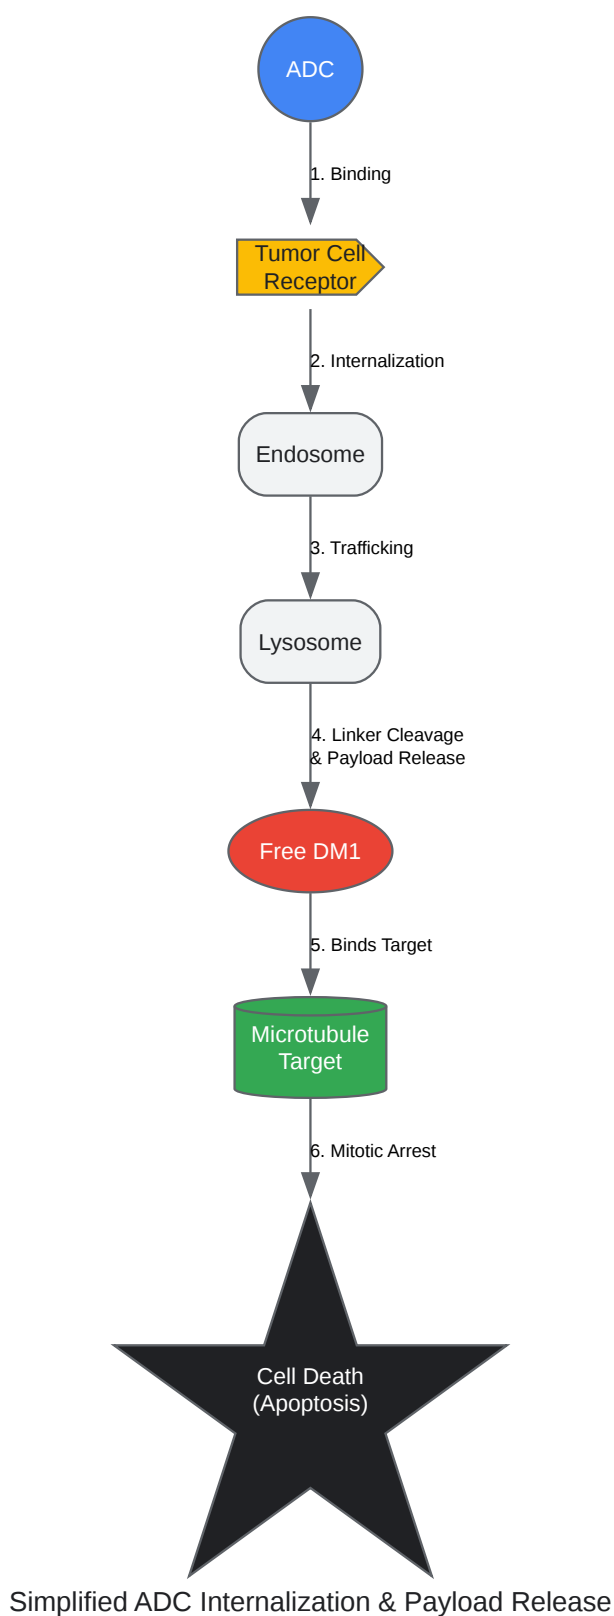 ADC
1. Binding
Tumor Cell
Receptor
2. Internalization
Endosome
3. Trafficking
Lysosome
4. Linker Cleavage
& Payload Release
Free DM1
5. Binds Target
Microtubule
Target
6. Mitotic Arrest
Cell Death
(Apoptosis)
Simplified ADC Internalization & Payload Release